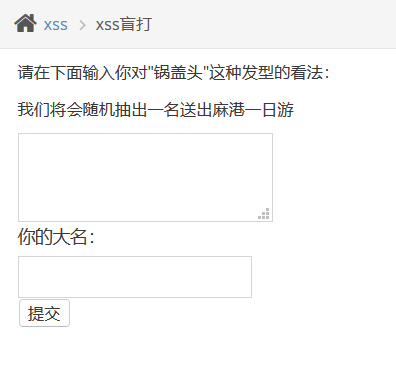 xss > xss盲打
请在下面输入你对"锅盖头"这种发型的看法：
我们将会随机抽出一名送出麻港一日游
你的大名：
提交